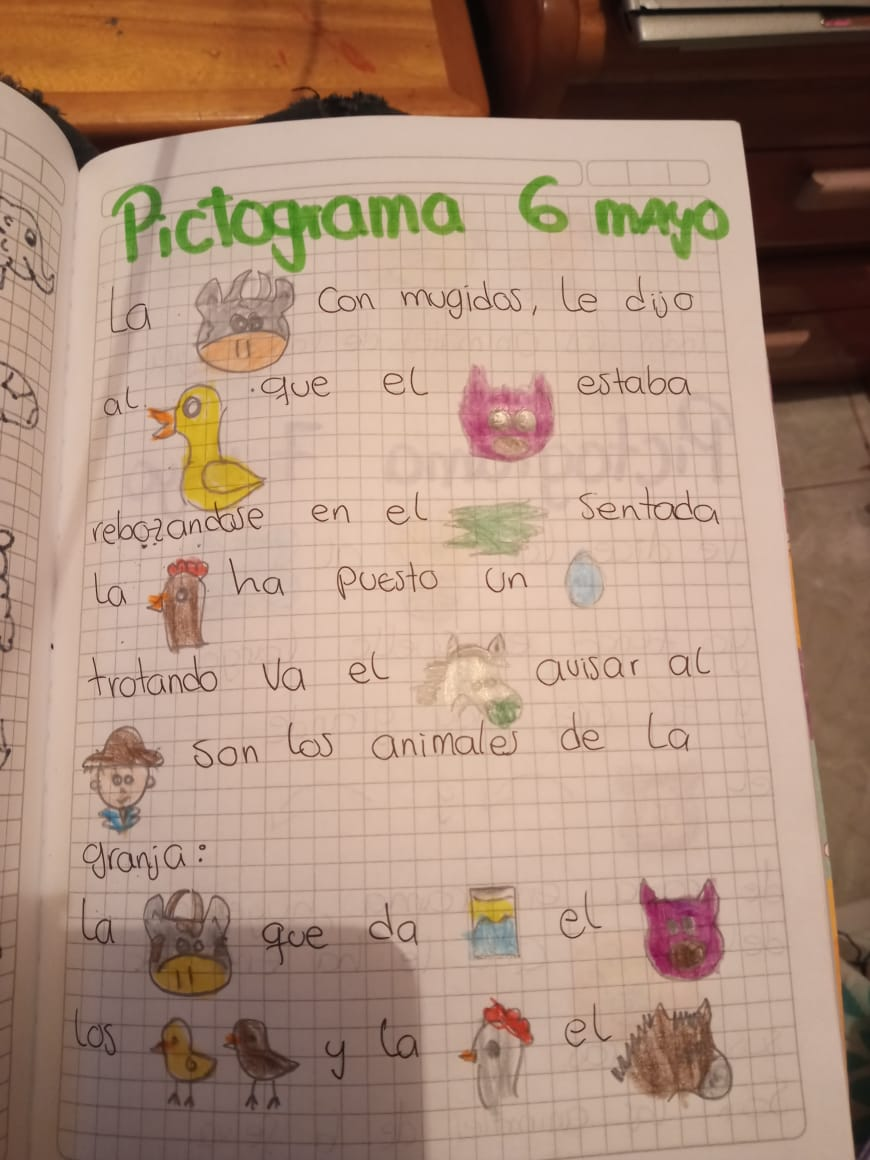 Pictograma 6 mayo
La con mugidos, le dijo
al que el estaba
rebozandose en el sentada
la ha puesto un
trotando va el avisar al
son los animales de la
granja:
la que da el
los y la el